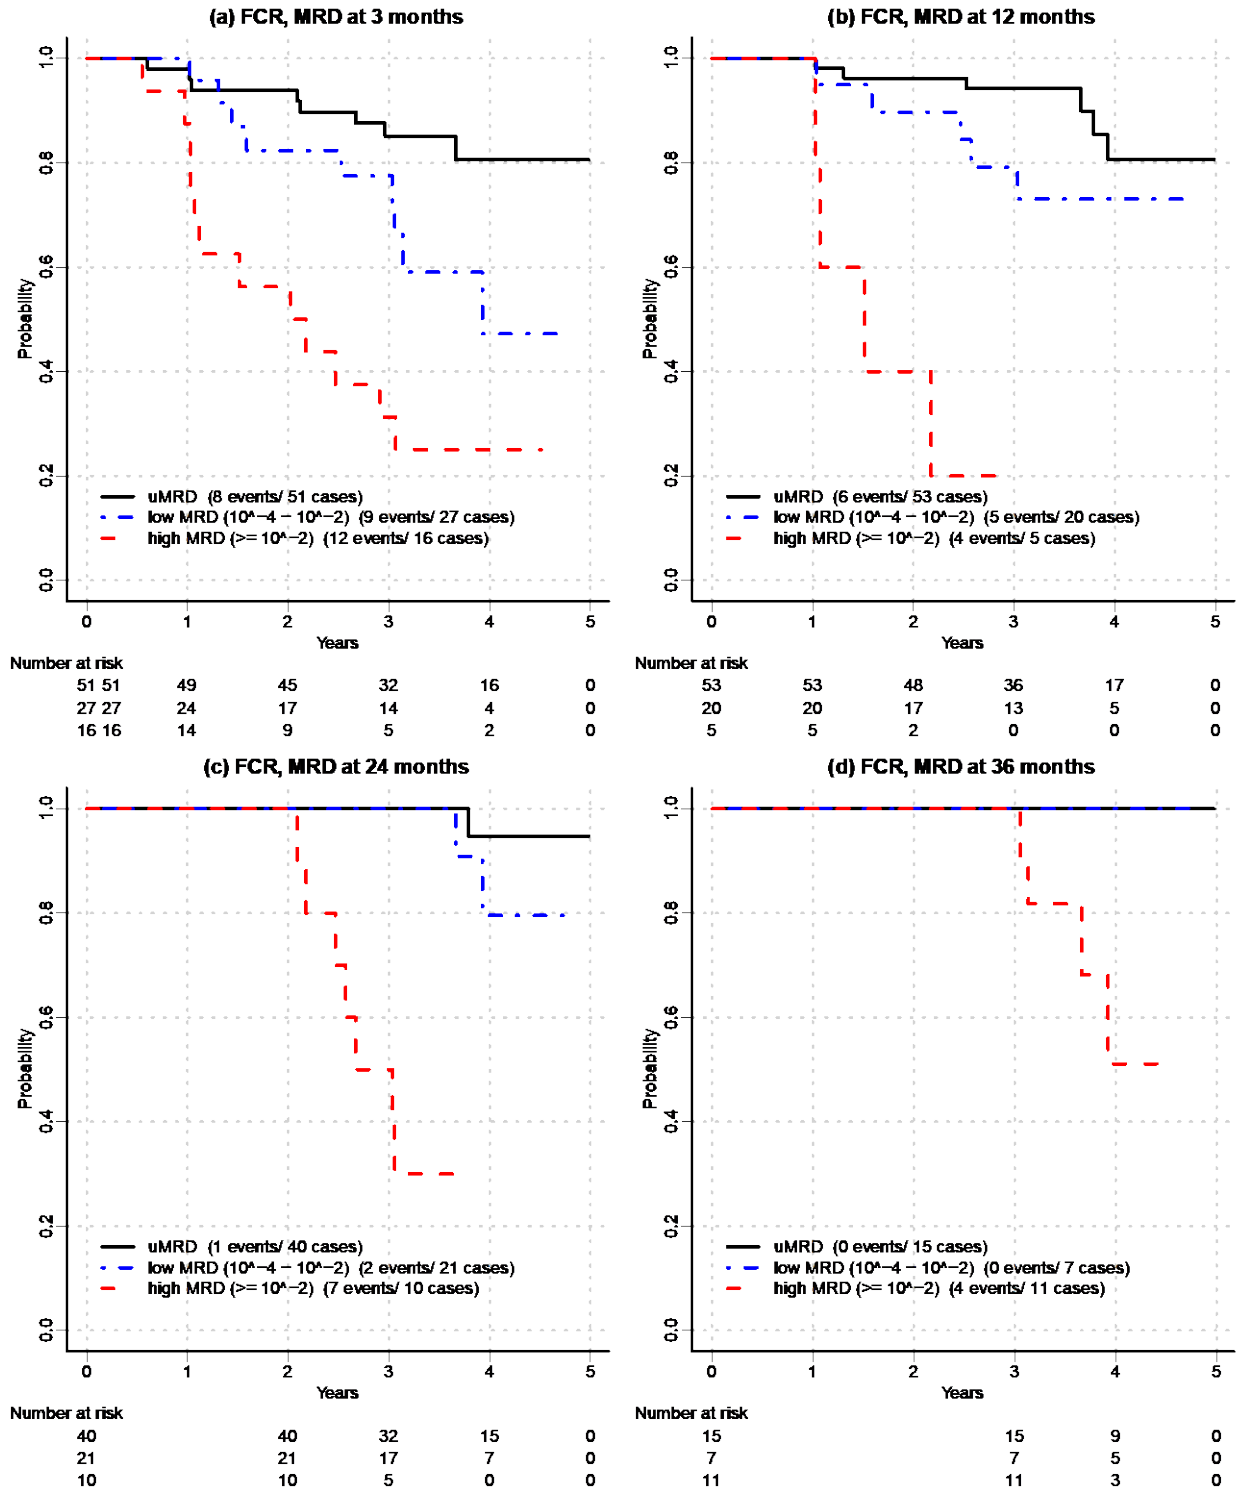 (a) FCR, MRD at 3 months
1.0
0.8
0.6
0.4
0.2
0.0
Probability
uMRD (8 events/ 51 cases)
low MRD (10^−4 − 10^−2) (9 events/ 27 cases)
high MRD (>= 10^−2) (12 events/ 16 cases)
0 1 2 3 4 5
Years
Number at risk
51 51 49 45 32 16 0
27 27 24 17 14 4 0
16 16 14 9 5 2 0
(b) FCR, MRD at 12 months
1.0
0.8
0.6
0.4
0.2
0.0
Probability
uMRD (6 events/ 53 cases)
low MRD (10^−4 − 10^−2) (5 events/ 20 cases)
high MRD (>= 10^−2) (4 events/ 5 cases)
0 1 2 3 4 5
Years
Number at risk
53 53 48 36 17 0
20 20 17 13 5 0
5 5 2 0 0 0
(c) FCR, MRD at 24 months
1.0
0.8
0.6
0.4
0.2
0.0
Probability
uMRD (1 events/ 40 cases)
low MRD (10^−4 − 10^−2) (2 events/ 21 cases)
high MRD (>= 10^−2) (7 events/ 10 cases)
0 1 2 3 4 5
Years
Number at risk
40 40 32 15 0
21 21 17 7 0
10 10 5 0 0
(d) FCR, MRD at 36 months
1.0
0.8
0.6
0.4
0.2
0.0
Probability
uMRD (0 events/ 15 cases)
low MRD (10^−4 − 10^−2) (0 events/ 7 cases)
high MRD (>= 10^−2) (4 events/ 11 cases)
0 1 2 3 4 5
Years
Number at risk
15 15 9 0
7 7 5 0
11 11 3 0